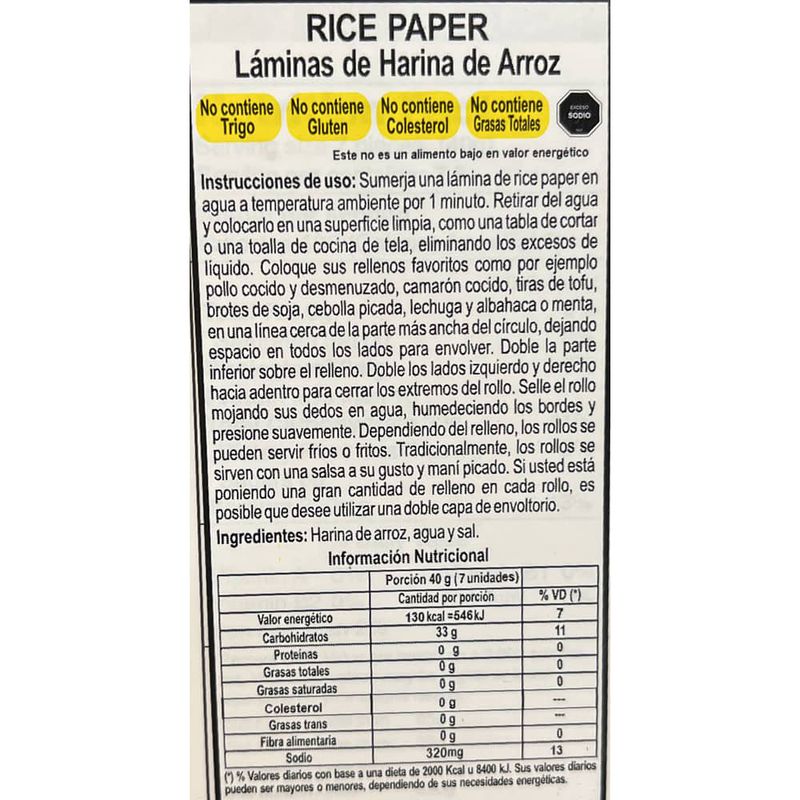 RICE PAPER
Láminas de Harina de Arroz
No contiene Trigo
No contiene Gluten
No contiene Colesterol
No contiene Grasas Totales
EXCESO
SODIO
Este no es un alimento bajo en valor energético
Instrucciones de uso: Sumerja una lámina de rice paper en
agua a temperatura ambiente por 1 minuto. Retirar del agua
y colocarlo en una superficie limpia, como una tabla de cortar
o una toalla de cocina de tela, eliminando los excesos de
líquido. Coloque sus rellenos favoritos como por ejemplo
pollo cocido y desmenuzado, camarón cocido, tiras de tofu,
brotes de soja, cebolla picada, lechuga y albahaca o menta,
en una línea cerca de la parte más ancha del círculo, dejando
espacio en todos los lados para envolver. Doble la parte
inferior sobre el relleno. Doble los lados izquierdo y derecho
hacia adentro para cerrar los extremos del rollo. Selle el rollo
mojando sus dedos en agua, humedeciendo los bordes y
presione suavemente. Dependiendo del relleno, los rollos se
pueden servir fríos o fritos. Tradicionalmente, los rollos se
sirven con una salsa a su gusto y maní picado. Si usted está
poniendo una gran cantidad de relleno en cada rollo, es
posible que desee utilizar una doble capa de envoltorio.
Ingredientes: Harina de arroz, agua y sal.
Información Nutricional
Porción 40 g (7 unidades)
Cantidad por porción % VD (*)
Valor energético 130 kcal =546 kJ 7
Carbohidratos 33 g 11
Proteínas 0 g 0
Grasas totales 0 g 0
Grasas saturadas 0 g 0
Colesterol 0 g ---
Grasas trans 0 g ---
Fibra alimentaria 0 g 0
Sodio 320mg 13
(*) % Valores diarios con base a una dieta de 2000 Kcal u 8400 kJ. Sus valores diarios
pueden ser mayores o menores, dependiendo de sus necesidades energéticas.